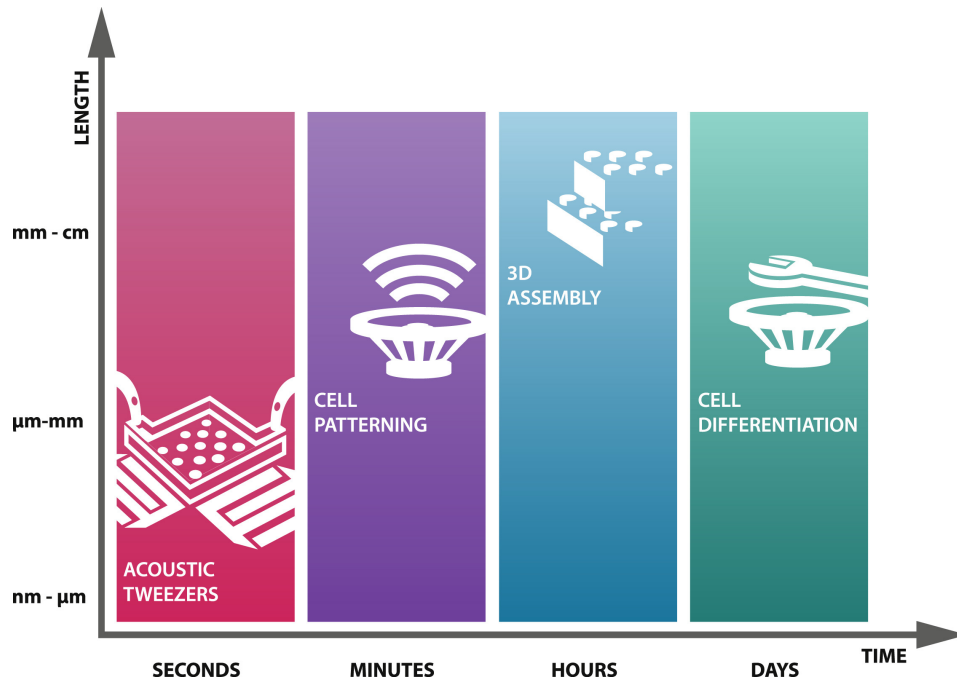 LENGTH
mm - cm
µm-mm
nm - µm
ACOUSTIC
TWEEZERS
CELL
PATTERNING
3D
ASSEMBLY
CELL
DIFFERENTIATION
SECONDS
MINUTES
HOURS
DAYS
TIME